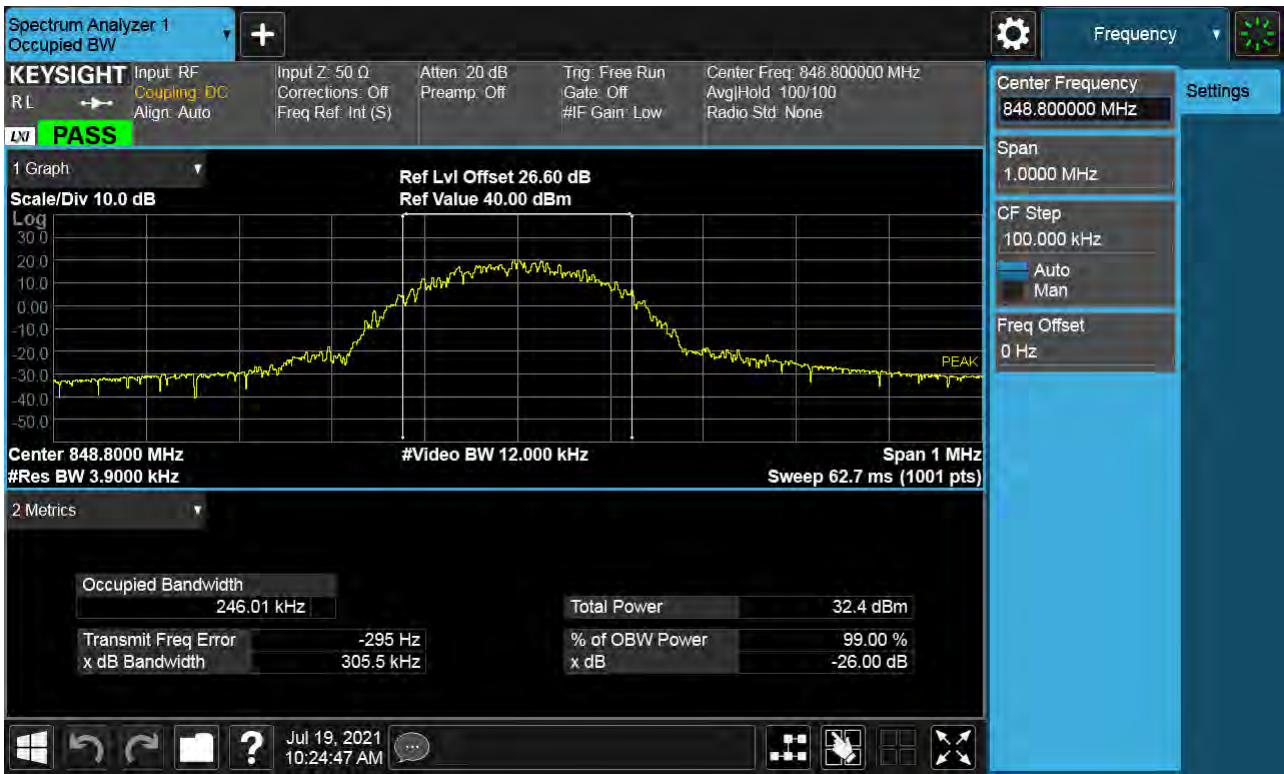 Spectrum Analyzer 1
Occupied BW
Frequency
KEYSIGHT
RL
LXI
PASS
Input: RF
Coupling: DC
Align: Auto
Input Z: 50 Ω
Corrections: Off
Freq Ref: Int (S)
Atten: 20 dB
Preamp: Off
Trig: Free Run
Gate: Off
#IF Gain: Low
Center Freq: 848.800000 MHz
Avg|Hold: 100/100
Radio Std: None
Center Frequency
848.800000 MHz
Settings
Span
1.0000 MHz
CF Step
100.000 kHz
Auto
Man
Freq Offset
0 Hz
1 Graph
Scale/Div 10.0 dB
Ref Lvl Offset 26.60 dB
Ref Value 40.00 dBm
Log
30.0
20.0
10.0
0.00
-10.0
-20.0
-30.0
-40.0
-50.0
PEAK
Center 848.8000 MHz
#Video BW 12.000 kHz
Span 1 MHz
#Res BW 3.9000 kHz
Sweep 62.7 ms (1001 pts)
2 Metrics
Occupied Bandwidth
246.01 kHz
Total Power 32.4 dBm
Transmit Freq Error -295 Hz
% of OBW Power 99.00 %
x dB Bandwidth 305.5 kHz
x dB -26.00 dB
?
Jul 19, 2021
10:24:47 AM